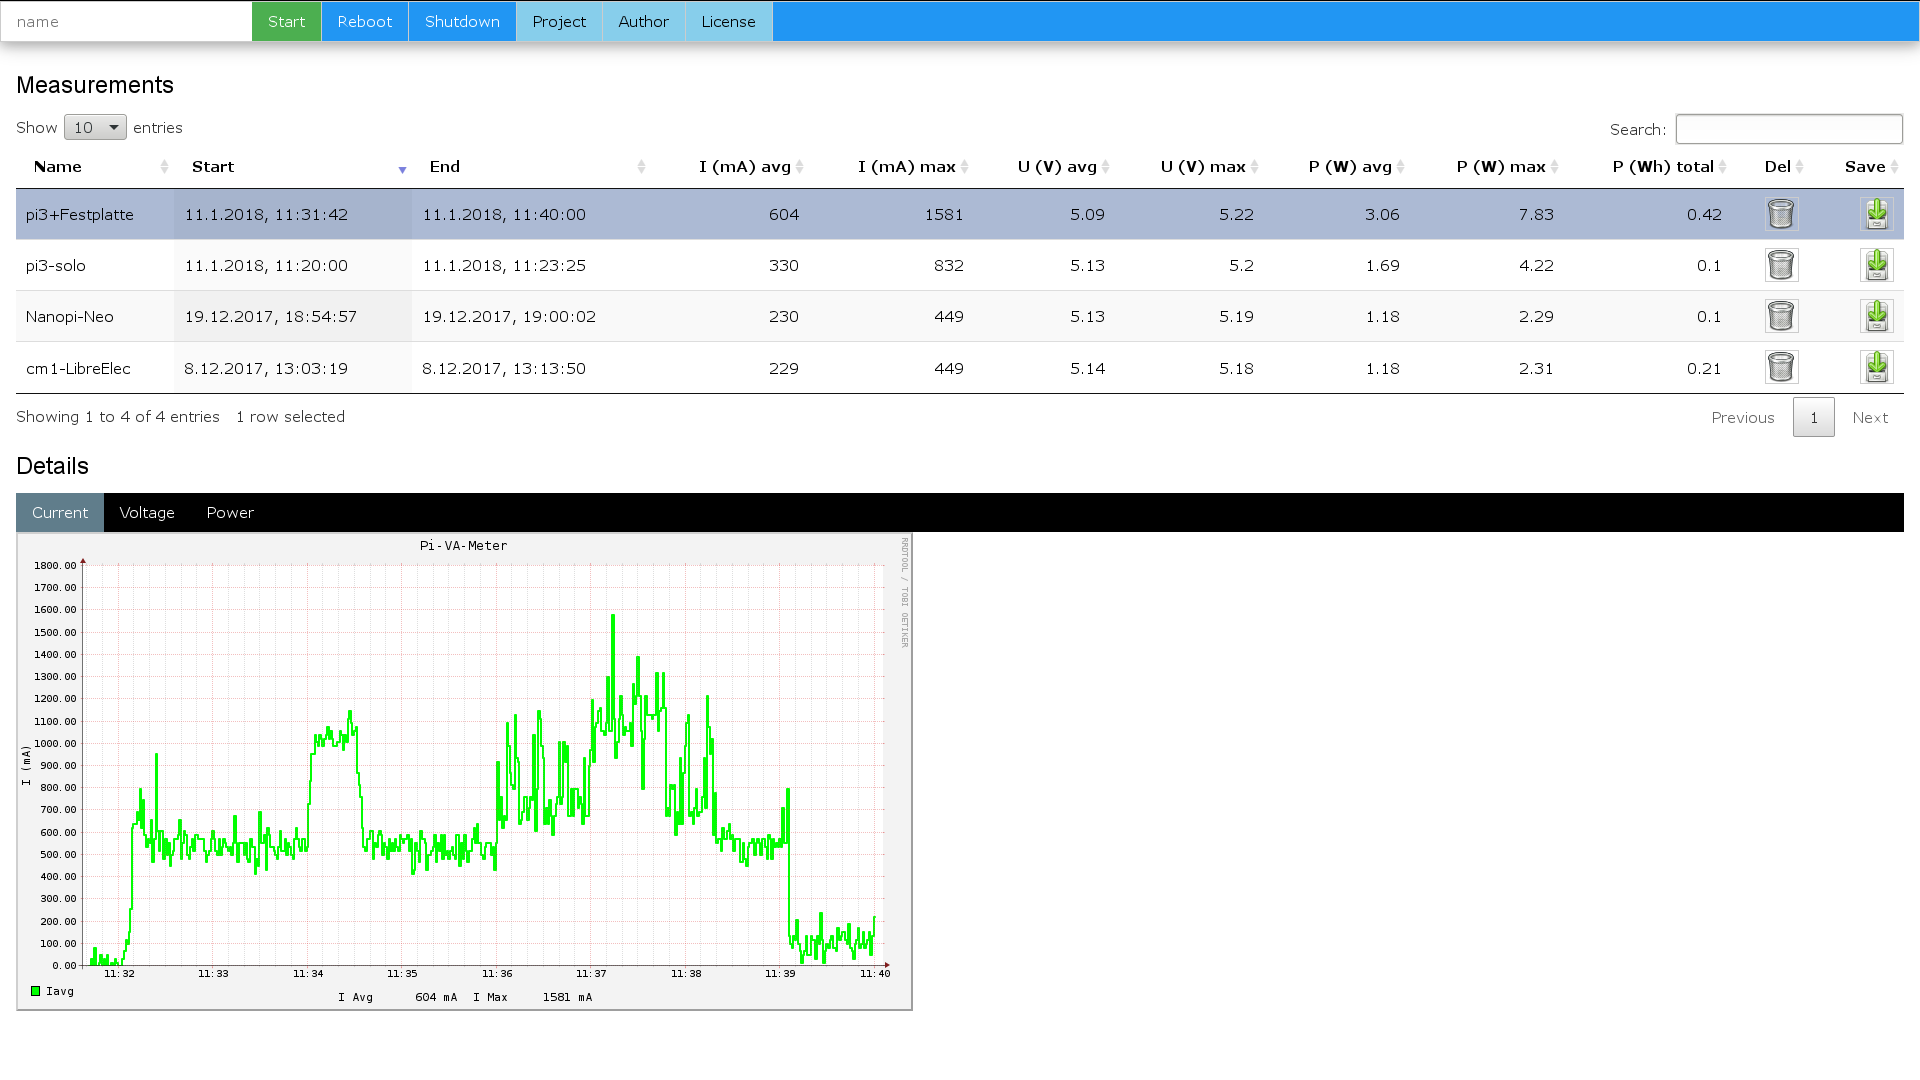 name Start Reboot Shutdown Project Author License
Measurements
Show 10 entries Search:
Name Start End I (mA) avg I (mA) max U (V) avg U (V) max P (W) avg P (W) max P (Wh) total Del Save
pi3+Festplatte 11.1.2018, 11:31:42 11.1.2018, 11:40:00 604 1581 5.09 5.22 3.06 7.83 0.42
pi3-solo 11.1.2018, 11:20:00 11.1.2018, 11:23:25 330 832 5.13 5.2 1.69 4.22 0.1
Nanopi-Neo 19.12.2017, 18:54:57 19.12.2017, 19:00:02 230 449 5.13 5.19 1.18 2.29 0.1
cm1-LibreElec 8.12.2017, 13:03:19 8.12.2017, 13:13:50 229 449 5.14 5.18 1.18 2.31 0.21
Showing 1 to 4 of 4 entries 1 row selected Previous 1 Next
Details
Current Voltage Power
Pi-VA-Meter
RRDTOOL / TOBI OETIKER
I (mA)
1800.00
1700.00
1600.00
1500.00
1400.00
1300.00
1200.00
1100.00
1000.00
900.00
800.00
700.00
600.00
500.00
400.00
300.00
200.00
100.00
0.00
11:32 11:33 11:34 11:35 11:36 11:37 11:38 11:39 11:40
Iavg
I Avg 604 mA I Max 1581 mA